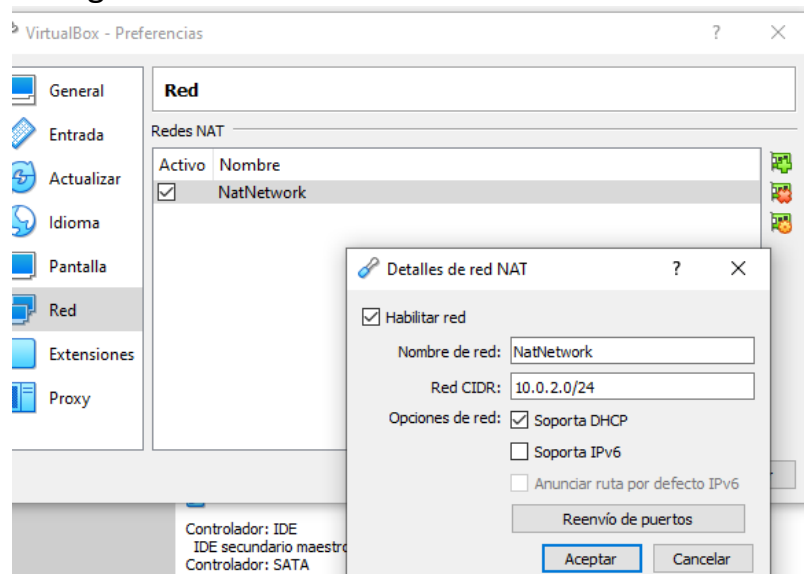 VirtualBox - Preferencias ?
General
Entrada
Actualizar
Idioma
Pantalla
Red
Extensiones
Proxy
Red
Redes NAT
Activo Nombre
NatNetwork
Detalles de red NAT ?
Habilitar red
Nombre de red: NatNetwork
Red CIDR: 10.0.2.0/24
Opciones de red: Soporta DHCP
Soporta IPv6
Anunciar ruta por defecto IPv6
Reenvío de puertos
Aceptar Cancelar
Controlador: IDE
IDE secundario maestro
Controlador: SATA